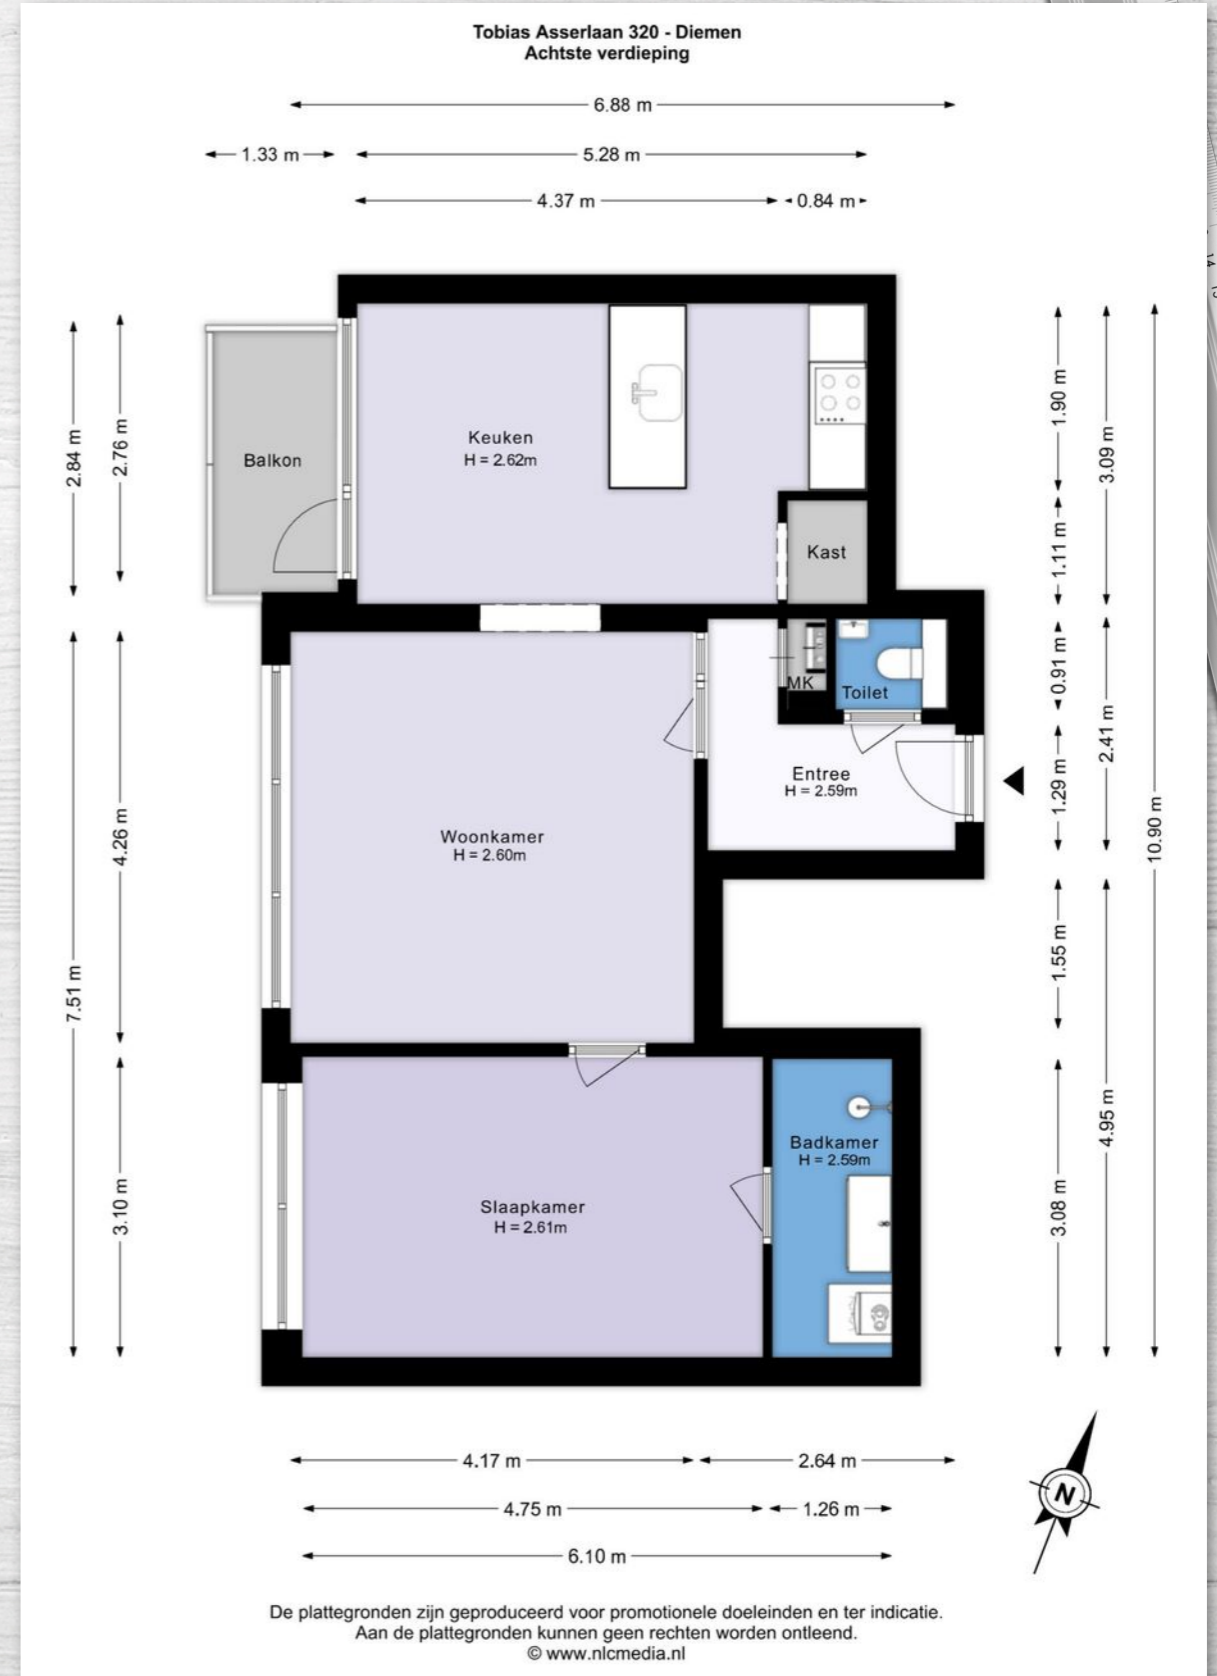 Tobias Asserlaan 320 - Diemen
Achtste verdieping
6.88 m
1.33 m
5.28 m
4.37 m
0.84 m
2.84 m
2.76 m
Balkon
Keuken
H = 2.62m
Kast
1.90 m
3.09 m
1.11 m
MK
Toilet
0.91 m
2.41 m
Entree
H = 2.59m
1.29 m
10.90 m
Woonkamer
H = 2.60m
4.26 m
7.51 m
1.55 m
4.95 m
Badkamer
H = 2.59m
Slaapkamer
H = 2.61m
3.10 m
3.08 m
4.17 m
2.64 m
4.75 m
1.26 m
6.10 m
N
De plattegronden zijn geproduceerd voor promotionele doeleinden en ter indicatie.
Aan de plattegronden kunnen geen rechten worden ontleend.
© www.nlcmedia.nl